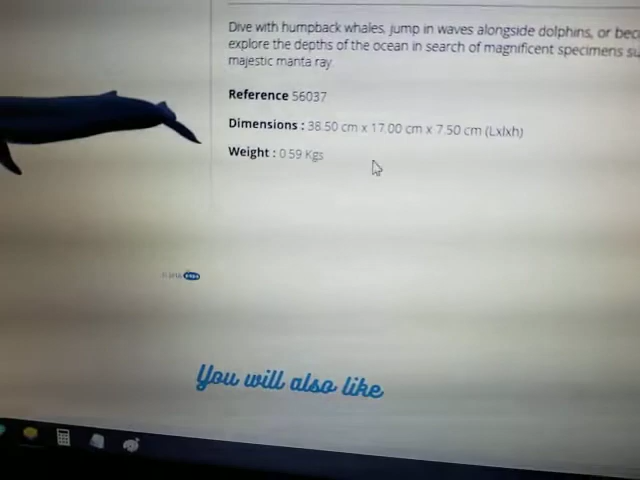 Dive with humpback whales, jump in waves alongside dolphins, or
explore the depths of the ocean in search of magnificent specimens
majestic manta ray.
Reference 56037
Dimensions : 38.50 cm x 17.00 cm x 7.50 cm (Lxlxh)
Weight : 0.59 Kgs
You will also like